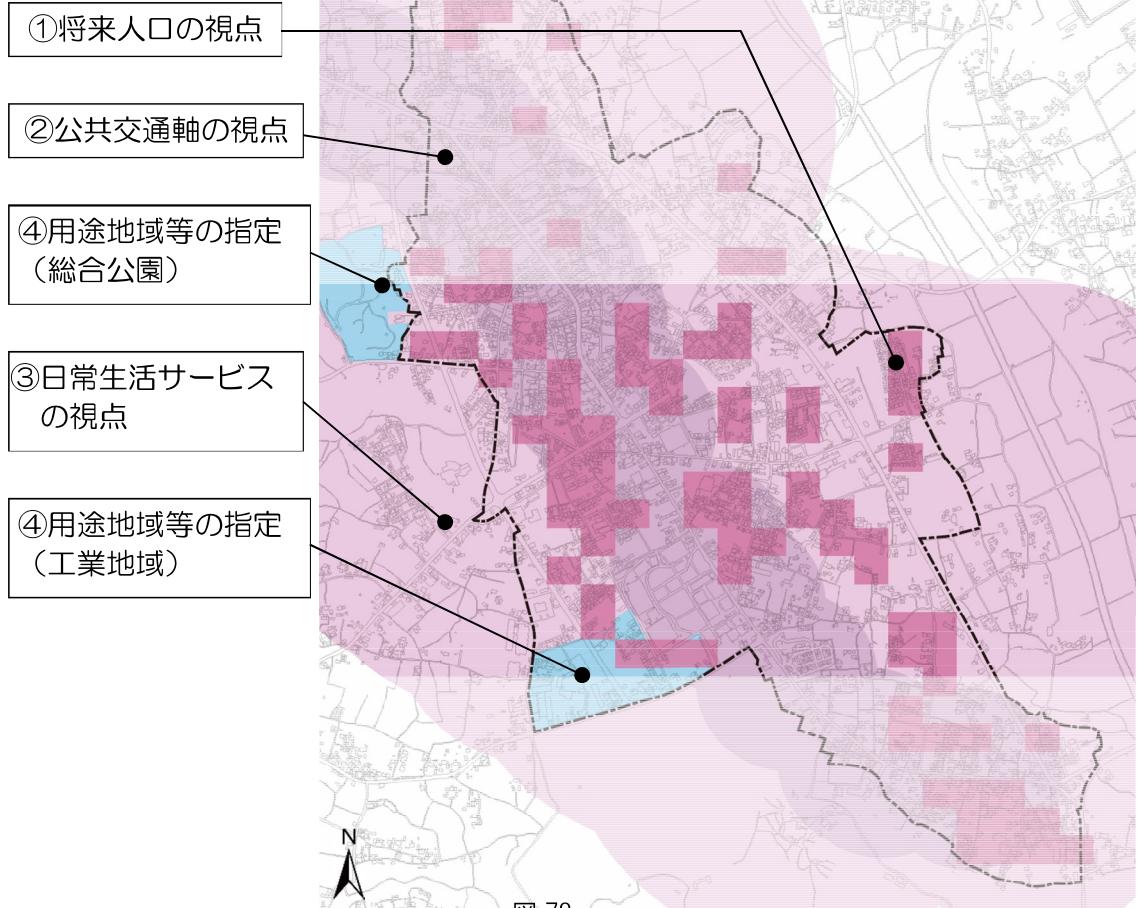 ①将来人口の視点
②公共交通軸の視点
④用途地域等の指定
（総合公園）
③日常生活サービス
の視点
④用途地域等の指定
（工業地域）
N